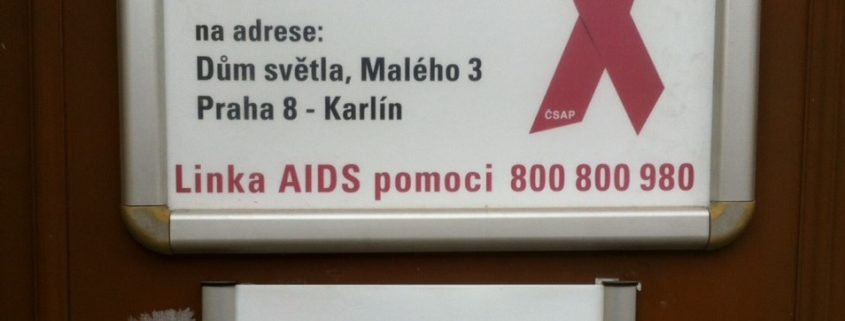 na adrese:
Dům světla, Malého 3
Praha 8 - Karlín
ČSAP
Linka AIDS pomoci 800 800 980